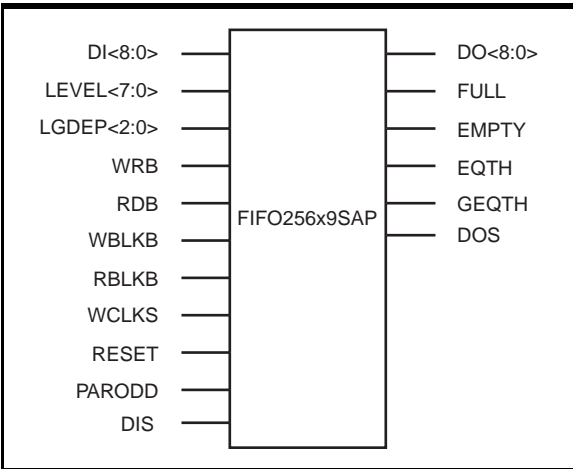 DI<8:0>
LEVEL<7:0>
LGDEP<2:0>
WRB
RDB
WBLKB
RBLKB
WCLKS
RESET
PARODD
DIS
FIFO256x9SAP
DO<8:0>
FULL
EMPTY
EQTH
GEQTH
DOS